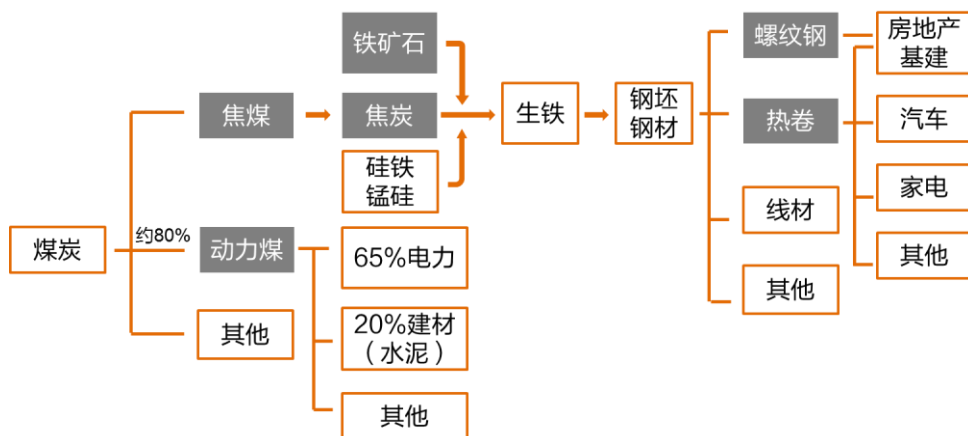 铁矿石
螺纹钢
房地产
基建
焦煤
焦炭
生铁
钢坯
钢材
热卷
汽车
硅铁
锰硅
家电
线材
煤炭
约80%
动力煤
65%电力
其他
其他
其他
20%建材
（水泥）
其他